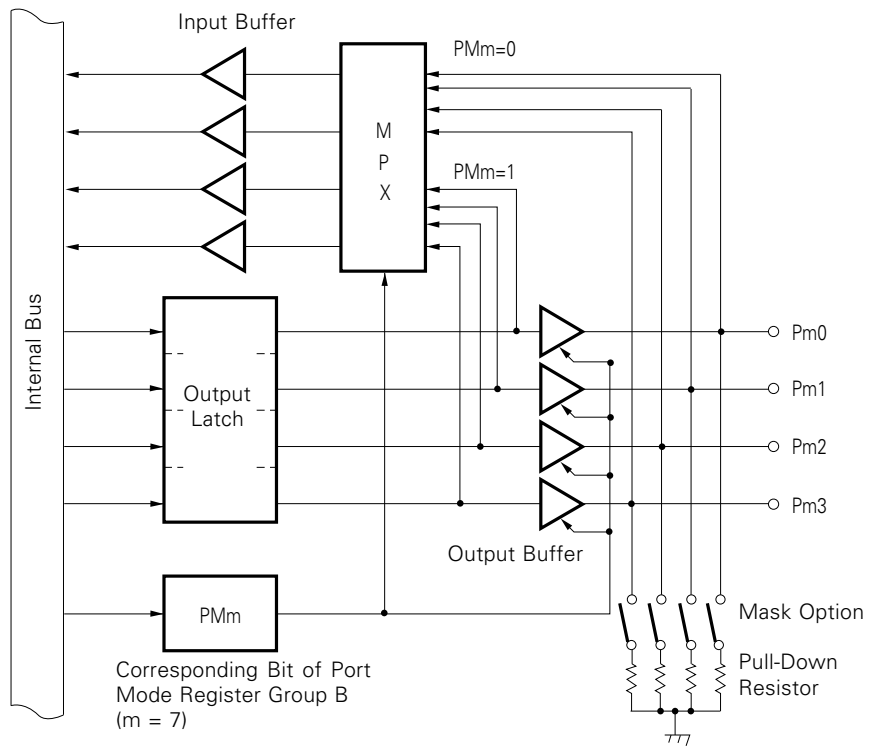 Input Buffer
PMm=0
M
P
X
PMm=1
Internal Bus
Output
Latch
Pm0
Pm1
Pm2
Pm3
Output Buffer
PMm
Mask Option
Pull-Down
Resistor
Corresponding Bit of Port
Mode Register Group B
(m = 7)